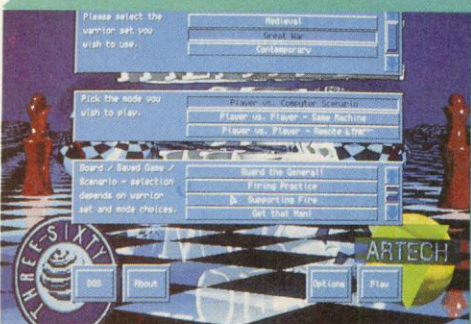 Please select the
warrior set you
wish to use.
Medieval
Great War
Contemporary
Pick the mode you
wish to play.
Player vs. Computer Scenario
Player vs. Player - Same Machine
Player vs. Player - Remote Link
Board / Saved Game /
Scenario - selection
depends on warrior
set and mode choices.
Guard the General!
Firing Practice
Supporting Fire
Get that Man!
THREE-SIXTY
ARTECH
DOS
About
Options
Play